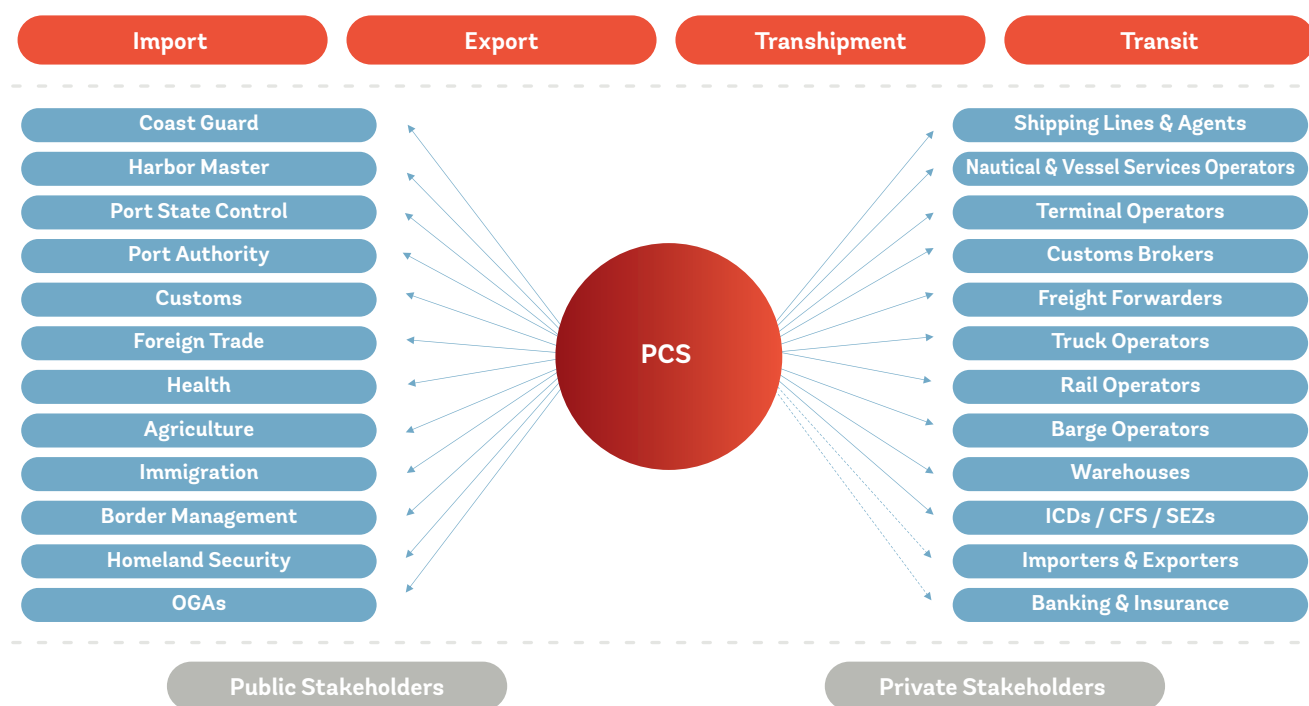 Import
Export
Transhipment
Transit
Coast Guard
Harbor Master
Port State Control
Port Authority
Customs
Foreign Trade
Health
Agriculture
Immigration
Border Management
Homeland Security
OGAs
PCS
Shipping Lines & Agents
Nautical & Vessel Services Operators
Terminal Operators
Customs Brokers
Freight Forwarders
Truck Operators
Rail Operators
Barge Operators
Warehouses
ICDs / CFS / SEZs
Importers & Exporters
Banking & Insurance
Public Stakeholders
Private Stakeholders